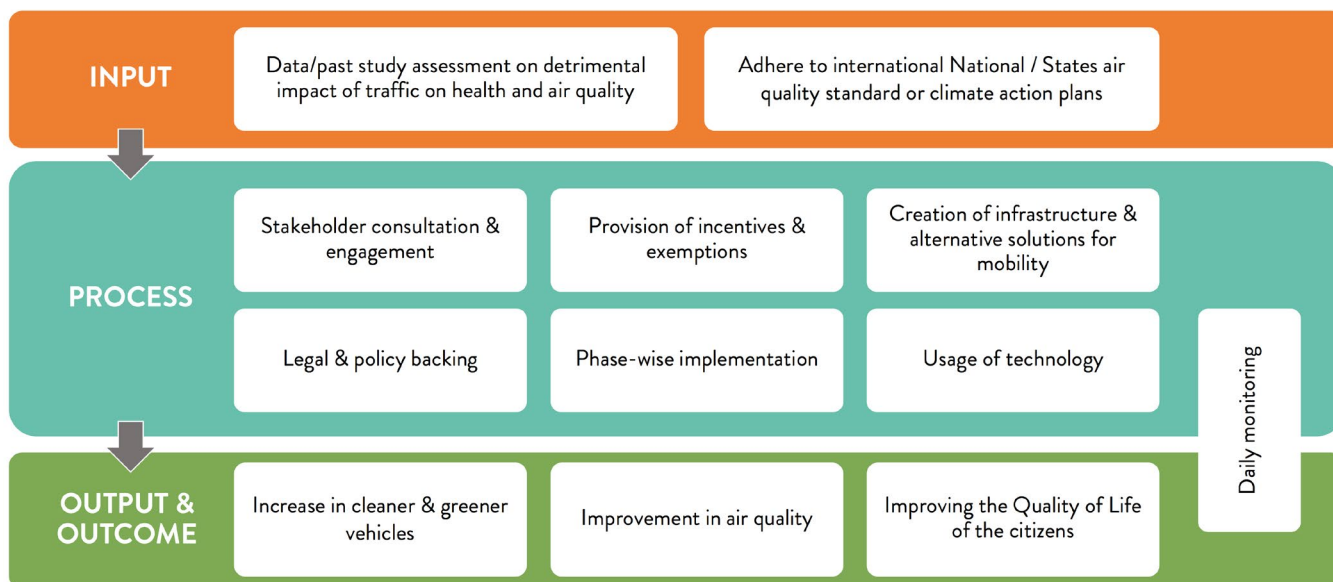 INPUT
Data/past study assessment on detrimental
impact of traffic on health and air quality
Adhere to international National / States air
quality standard or climate action plans
PROCESS
Stakeholder consultation &
engagement
Provision of incentives &
exemptions
Creation of infrastructure &
alternative solutions for
mobility
Legal & policy backing
Phase-wise implementation
Usage of technology
Daily monitoring
OUTPUT &
OUTCOME
Increase in cleaner & greener
vehicles
Improvement in air quality
Improving the Quality of Life
of the citizens